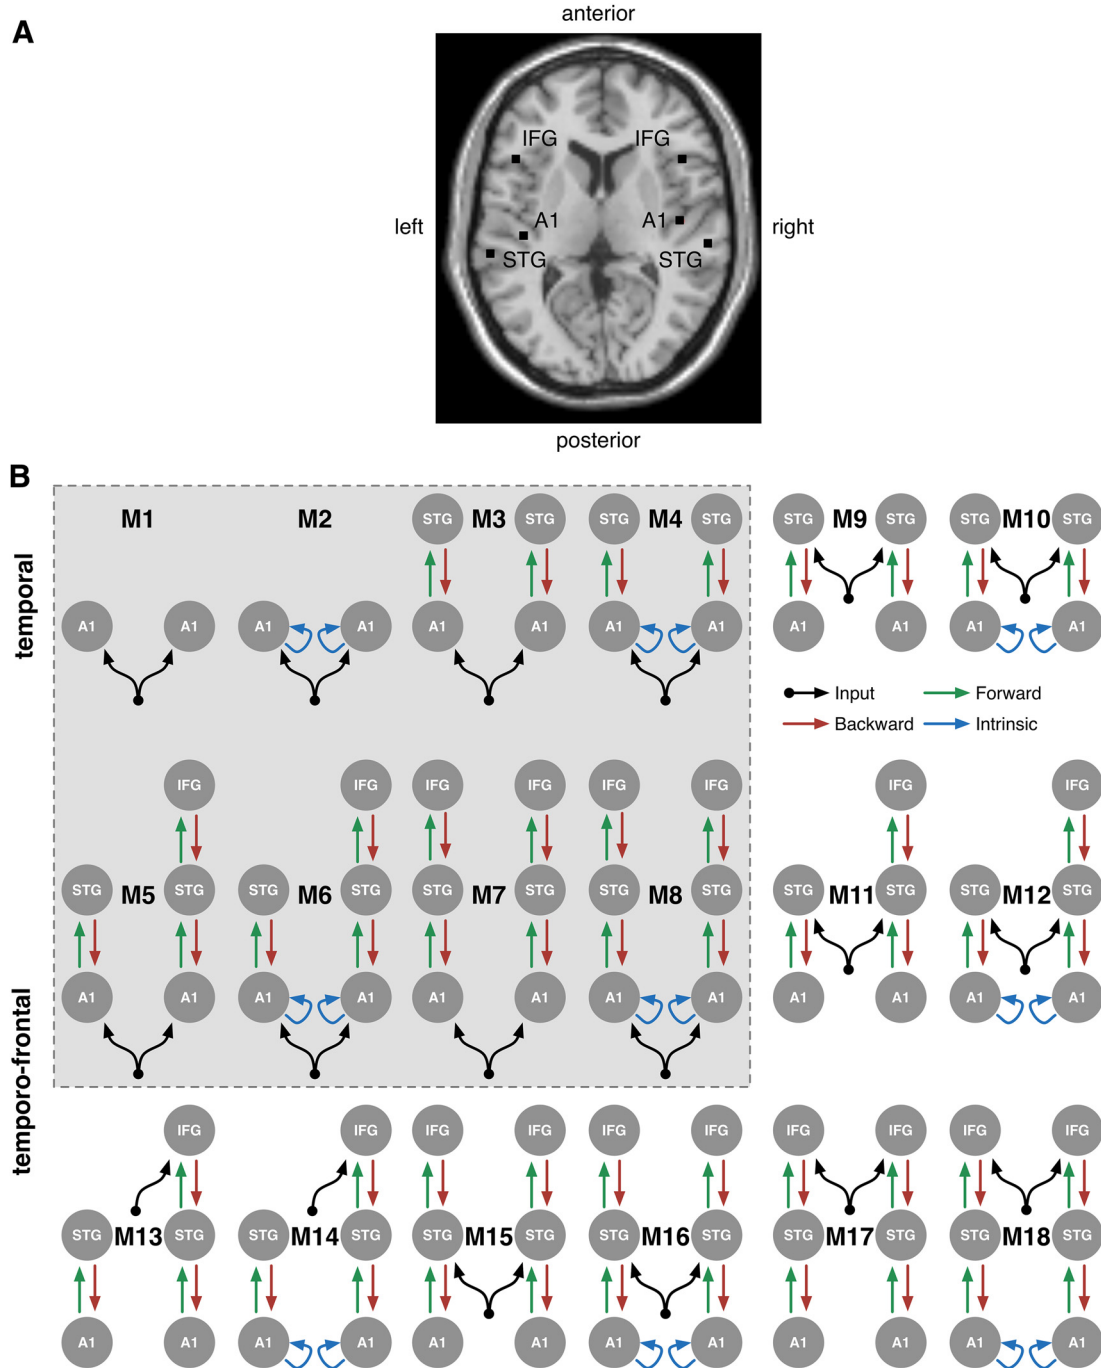 A
anterior
IFG IFG
left
A1 A1
right
STG STG
posterior
B
temporal
M1 M2 STG M3 STG STG M4 STG STG M9 STG STG M10 STG
A1 A1 A1 A1 A1 A1 A1 A1 A1 A1 A1 A1
Input Forward
Backward Intrinsic
temporo-frontal
IFG IFG IFG IFG IFG IFG IFG IFG
STG M5 STG STG M6 STG STG M7 STG STG M8 STG STG M11 STG STG M12 STG
A1 A1 A1 A1 A1 A1 A1 A1 A1 A1 A1 A1
IFG IFG IFG IFG IFG IFG IFG IFG IFG IFG
STG M13 STG STG M14 STG STG M15 STG STG M16 STG STG M17 STG STG M18 STG
A1 A1 A1 A1 A1 A1 A1 A1 A1 A1 A1 A1